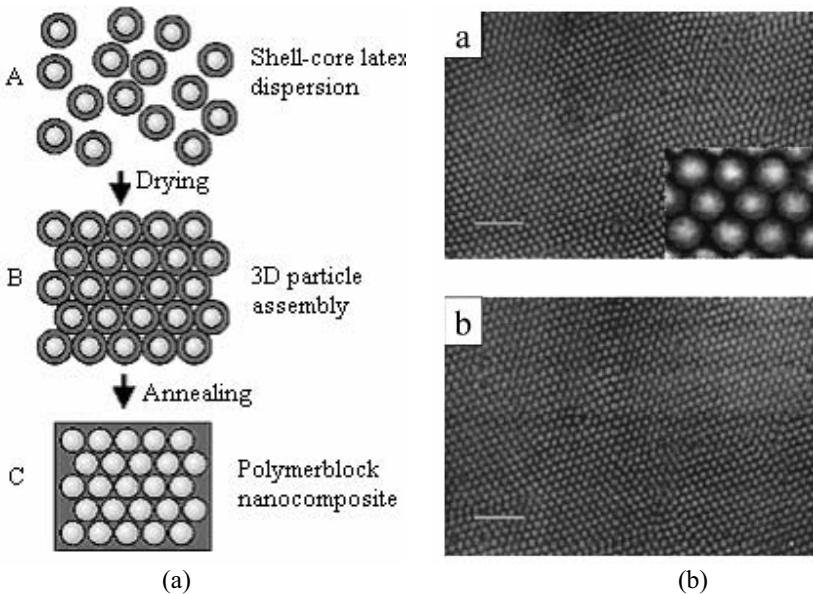 A
Shell-core latex
dispersion
Drying
B
3D particle
assembly
Annealing
C
Polymerblock
nanocomposite
(a)
a
b
(b)